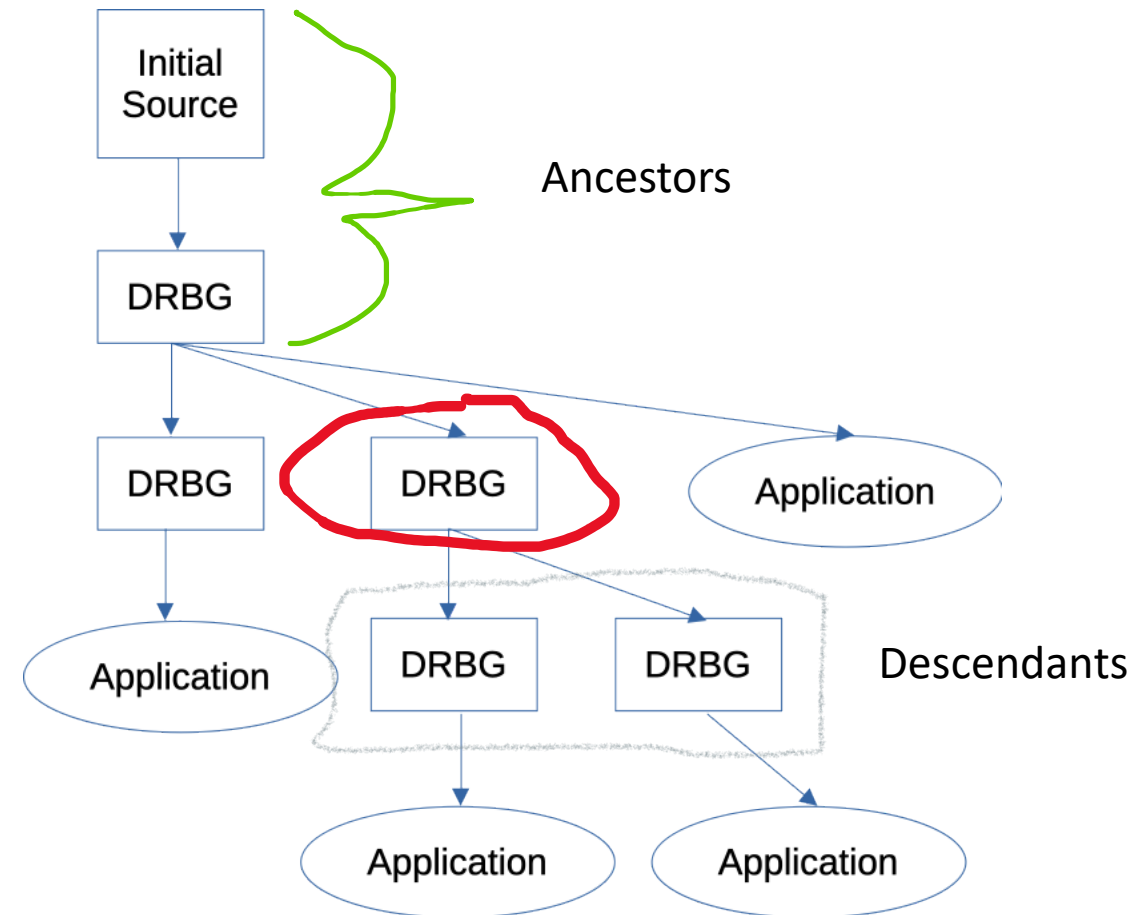 Initial
Source
Ancestors
DRBG
DRBG
DRBG
Application
Application
DRBG
DRBG
Descendants
Application
Application